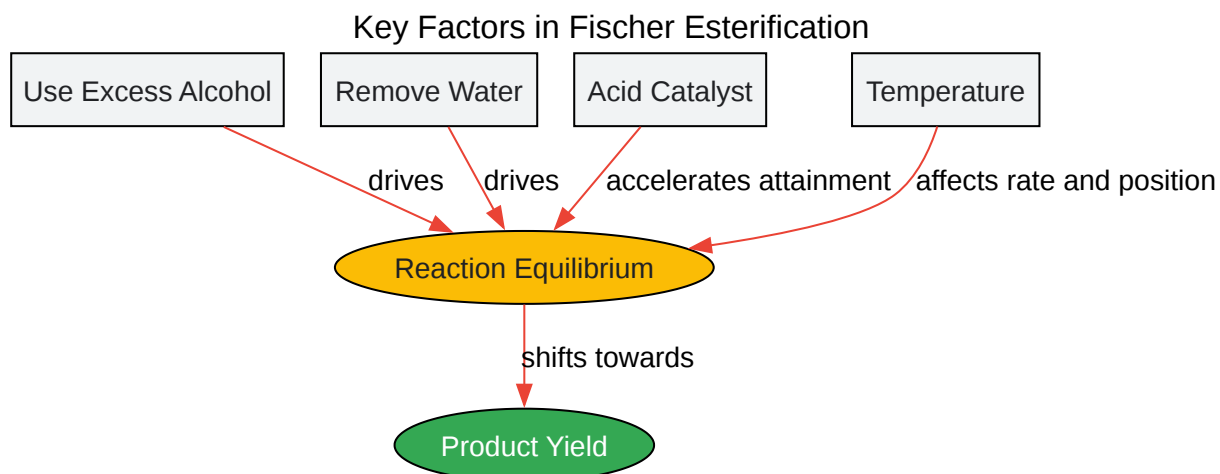 Key Factors in Fischer Esterification
Use Excess Alcohol
Remove Water
Acid Catalyst
Temperature
drives
drives
accelerates attainment
affects rate and position
Reaction Equilibrium
shifts towards
Product Yield